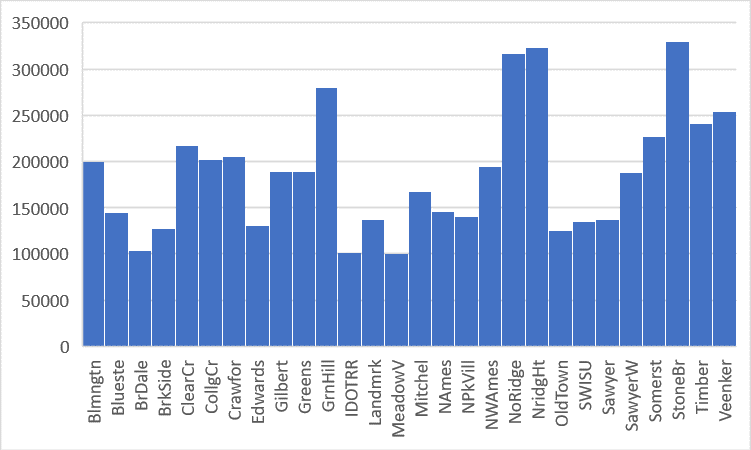 350000
300000
250000
200000
150000
100000
50000
0
Blmngtn
Blueste
BrDale
BrkSide
ClearCr
CollgCr
Crawfor
Edwards
Gilbert
Greens
GrnHill
IDOTRR
Landmrk
MeadowV
Mitchel
NAmes
NPkVill
NWAmes
NoRidge
NridgHt
OldTown
SWISU
Sawyer
SawyerW
Somerst
StoneBr
Timber
Veenker